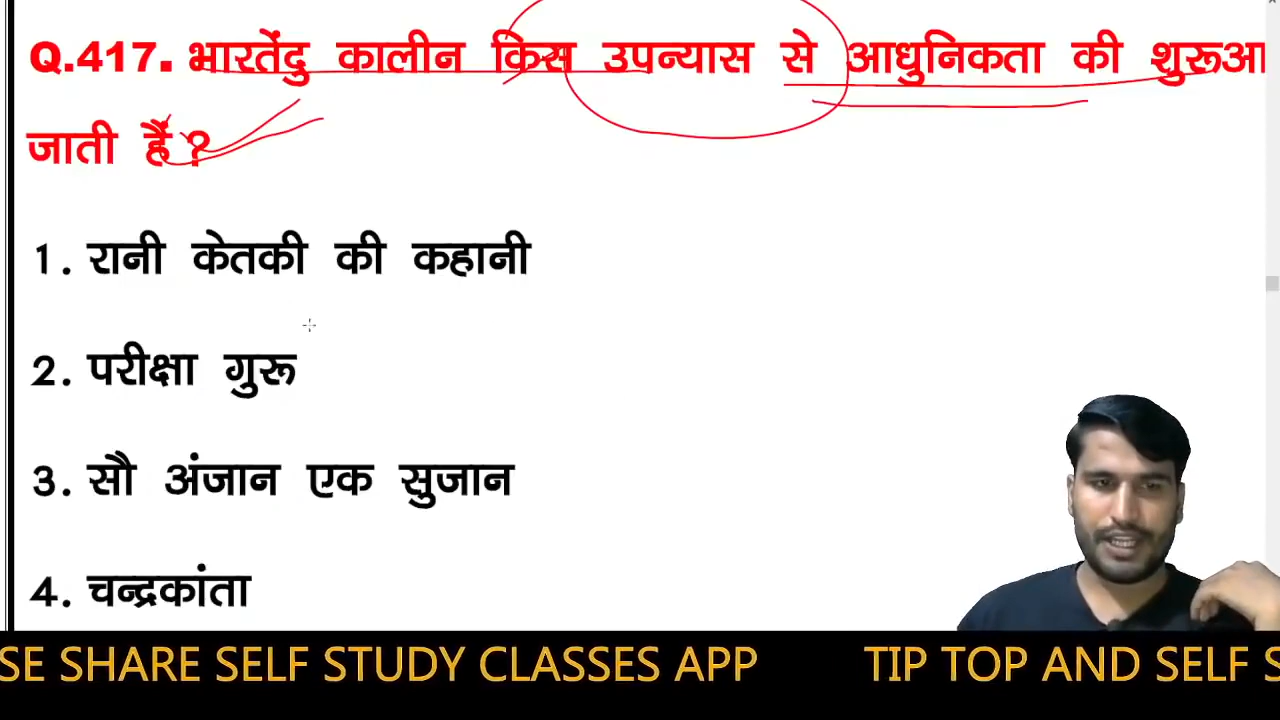 Q.417. भारतेंदु कालीन किस उपन्यास से आधुनिकता की शुरूआ
जाती हैं ?
1. रानी केतकी की कहानी
2. परीक्षा गुरू
3. सौ अंजान एक सुजान
4. चन्द्रकांता
SE SHARE SELF STUDY CLASSES APP TIP TOP AND SELF S